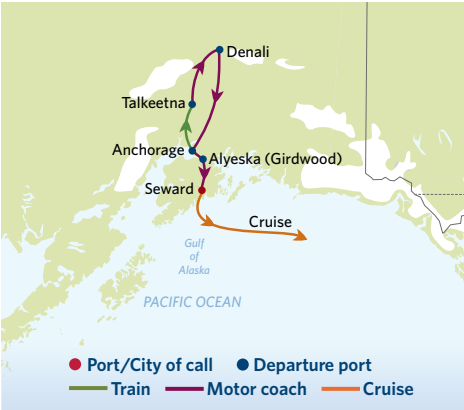 Denali
Talkeetna
Anchorage
Alyeska (Girdwood)
Seward
Cruise
Gulf
of
Alaska
PACIFIC OCEAN
Port/City of call
Departure port
Train
Motor coach
Cruise